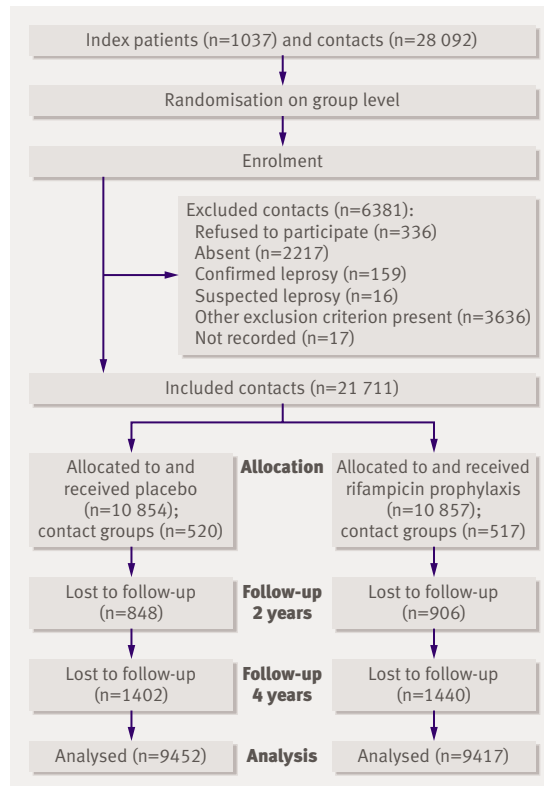 Index patients (n=1037) and contacts (n=28 092)
Randomisation on group level
Enrolment
Excluded contacts (n=6381):
Refused to participate (n=336)
Absent (n=2217)
Confirmed leprosy (n=159)
Suspected leprosy (n=16)
Other exclusion criterion present (n=3636)
Not recorded (n=17)
Included contacts (n=21 711)
Allocated to and
received placebo
(n=10 854);
contact groups (n=520)
Allocation
Allocated to and received
rifampicin prophylaxis
(n=10 857);
contact groups (n=517)
Lost to follow-up
(n=848)
Follow-up
2 years
Lost to follow-up
(n=906)
Lost to follow-up
(n=1402)
Follow-up
4 years
Lost to follow-up
(n=1440)
Analysed (n=9452)
Analysis
Analysed (n=9417)